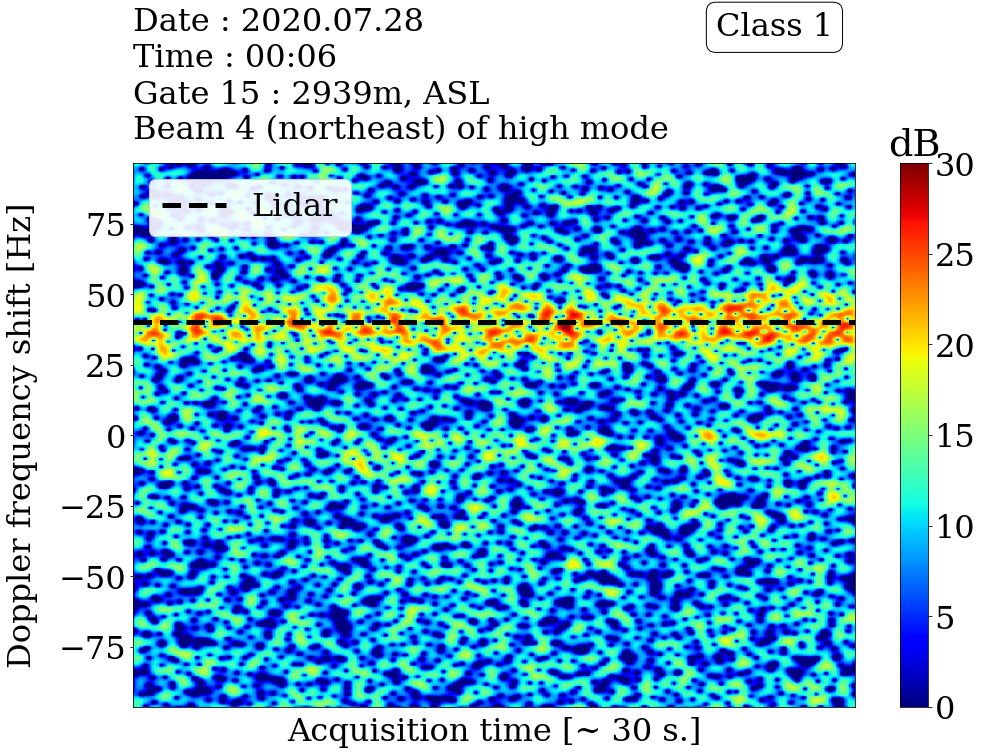 Date : 2020.07.28
Time : 00:06
Gate 15 : 2939m, ASL
Beam 4 (northeast) of high mode
Class 1
dB
Lidar
Doppler frequency shift [Hz]
75
50
25
0
−25
−50
−75
30
25
20
15
10
5
0
Acquisition time [~ 30 s.]